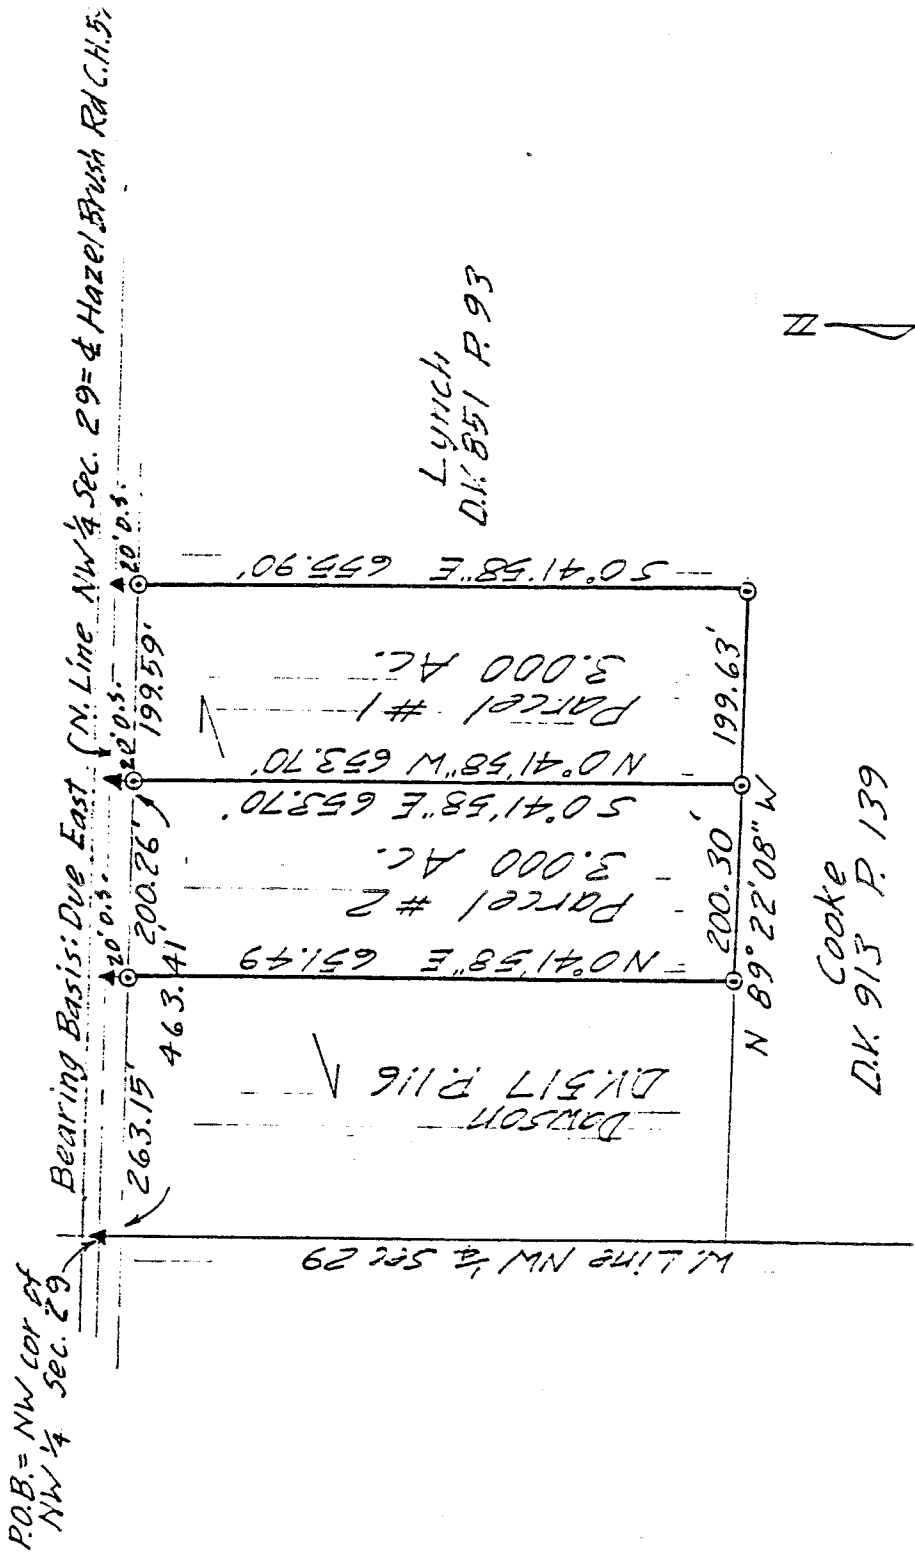 P.O.B. = NW cor of
NW ¼ Sec. 29
Bearing Basis: Due East (N. Line NW ¼ Sec. 29 = ℄ Hazel Brush Rd C.H.
20' O.S.
20' O.S.
20' O.S.
263.15'
200.26'
463.41'
199.59'
W. Line NW ¼ Sec 29
Dawson
D.V. 517 P. 116
N 0°41'58" E 651.49
Parcel #2
3.000 Ac.
S 0°41'58" E 653.70'
N 0°41'58" W 653.70'
Parcel #1
3.000 Ac.
S 0°41'58" E 655.90'
Lynch
D.V. 851 P. 93
200.30'
199.63'
N 89°22'08" W
Cooke
D.V. 913 P. 139
N